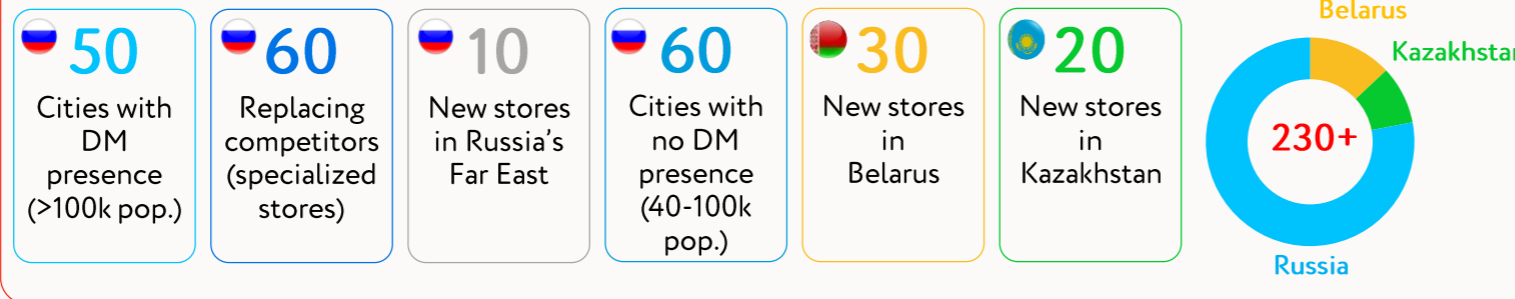 50
Cities with
DM
presence
(>100k pop.)
60
Replacing
competitors
(specialized
stores)
10
New stores
in Russia’s
Far East
60
Cities with
no DM
presence
(40-100k
pop.)
30
New stores
in
Belarus
20
New stores
in
Kazakhstan
Belarus
Kazakhstan
230+
Russia